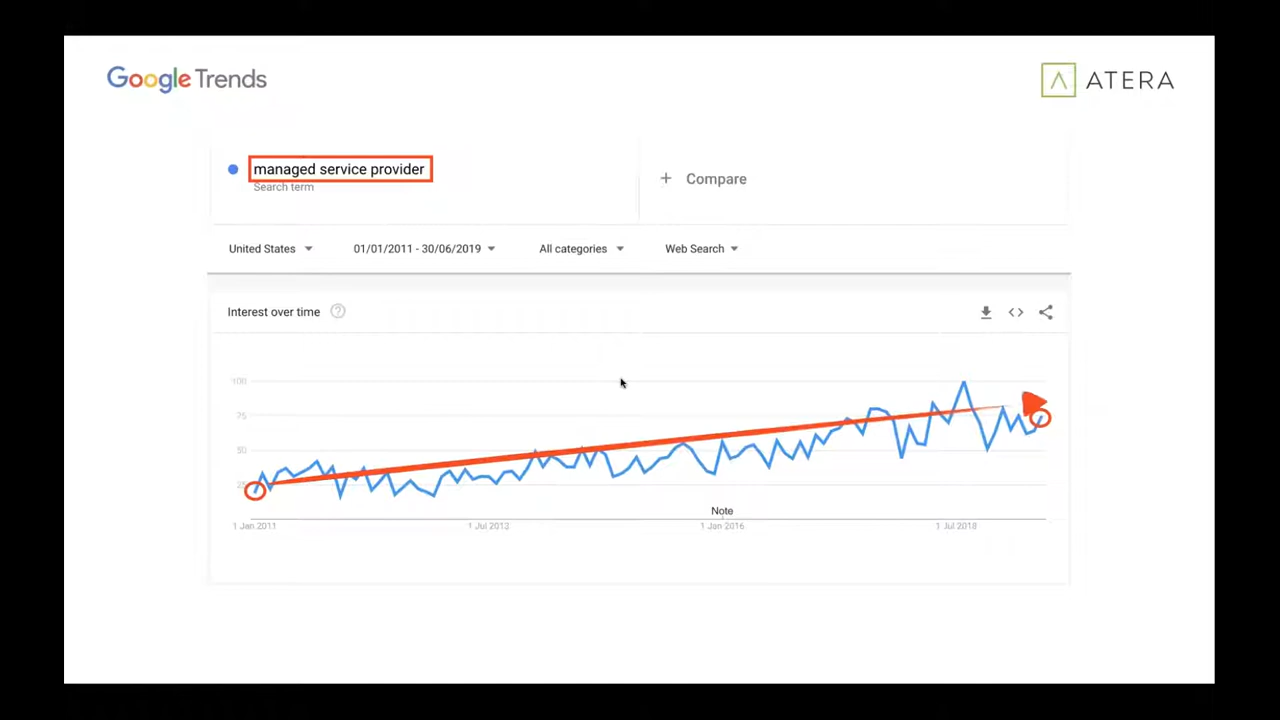 Google Trends
ATERA
managed service provider
Search term
+ Compare
United States
01/01/2011 - 30/06/2019
All categories
Web Search
Interest over time ?
100
75
50
25
Note
1 Jan 2011
1 Jul 2013
1 Jan 2016
1 Jul 2018